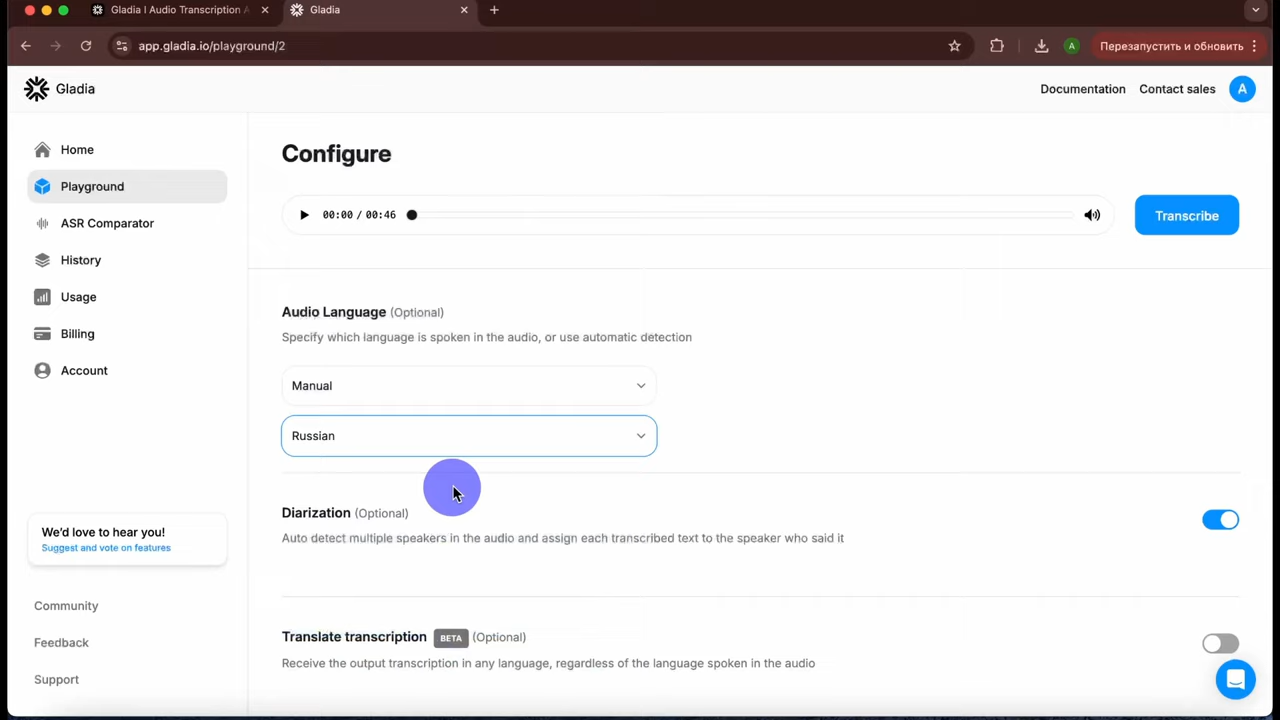 Gladia I Audio Transcription A
Gladia
app.gladia.io/playground/2
A
Перезапустить и обновить
Gladia
Documentation
Contact sales
A
Home
Playground
ASR Comparator
History
Usage
Billing
Account
We'd love to hear you!
Suggest and vote on features
Community
Feedback
Support
Configure
00:00 / 00:46
Transcribe
Audio Language (Optional)
Specify which language is spoken in the audio, or use automatic detection
Manual
Russian
Diarization (Optional)
Auto detect multiple speakers in the audio and assign each transcribed text to the speaker who said it
Translate transcription BETA (Optional)
Receive the output transcription in any language, regardless of the language spoken in the audio